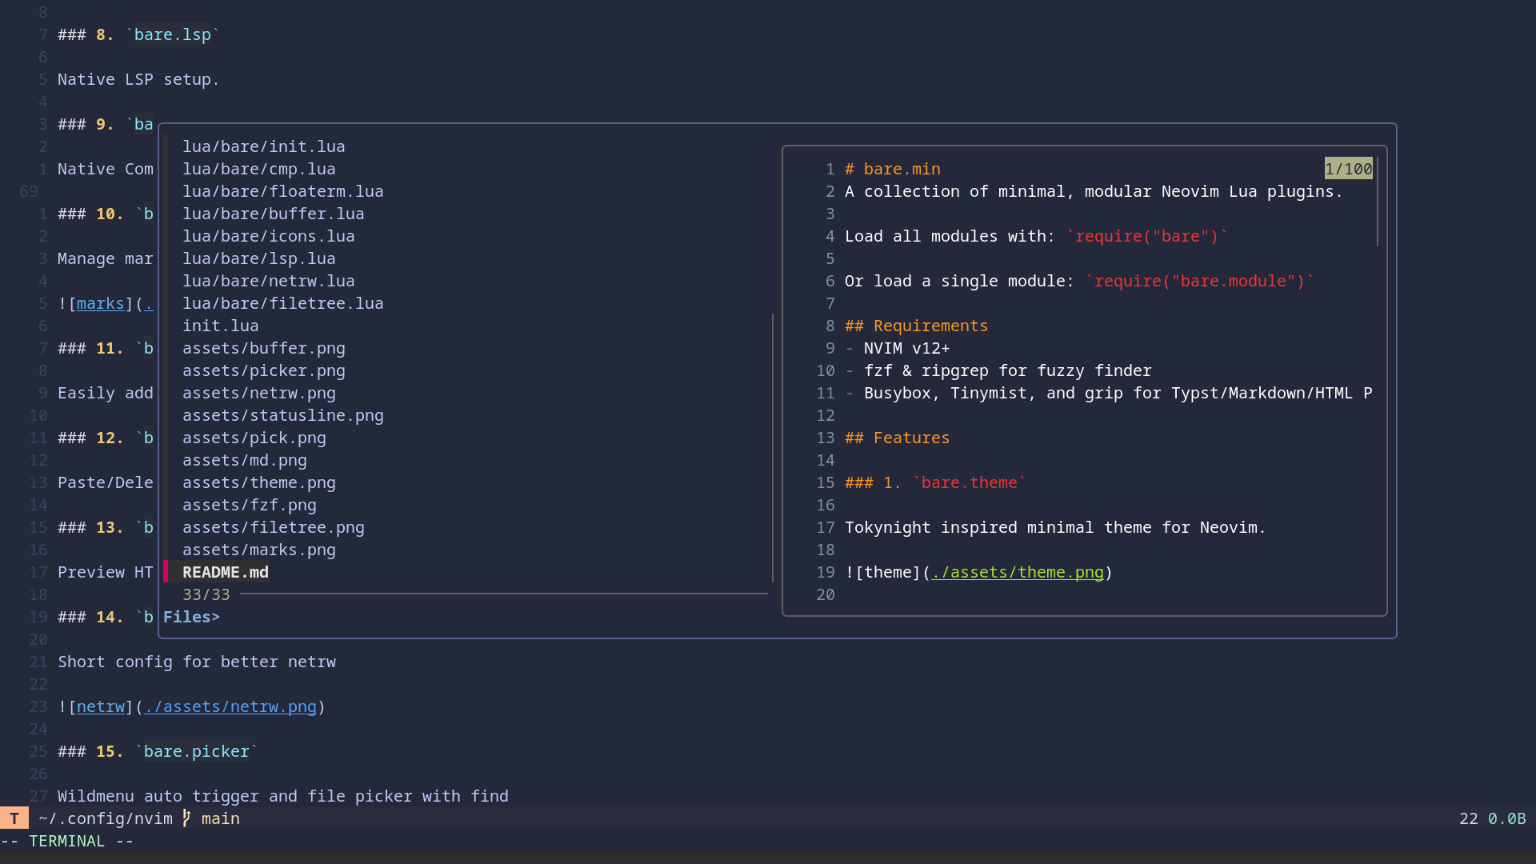 8
7 ### 8. `bare.lsp`
6
5 Native LSP setup.
4
3 ### 9. `ba
2
1 Native Com
69
1 ### 10. `b
2
3 Manage mar
4
5 ![marks](.
6
7 ### 11. `b
8
9 Easily add
10
11 ### 12. `b
12
13 Paste/Dele
14
15 ### 13. `b
16
17 Preview HT
18
19 ### 14. `b
20
21 Short config for better netrw
22
23 ![netrw](./assets/netrw.png)
24
25 ### 15. `bare.picker`
26
27 Wildmenu auto trigger and file picker with find
lua/bare/init.lua
lua/bare/cmp.lua
lua/bare/floaterm.lua
lua/bare/buffer.lua
lua/bare/icons.lua
lua/bare/lsp.lua
lua/bare/netrw.lua
lua/bare/filetree.lua
init.lua
assets/buffer.png
assets/picker.png
assets/netrw.png
assets/statusline.png
assets/pick.png
assets/md.png
assets/theme.png
assets/fzf.png
assets/filetree.png
assets/marks.png
README.md
33/33
Files>
1 # bare.min 1/100
2 A collection of minimal, modular Neovim Lua plugins.
3
4 Load all modules with: `require("bare")`
5
6 Or load a single module: `require("bare.module")`
7
8 ## Requirements
9 - NVIM v12+
10 - fzf & ripgrep for fuzzy finder
11 - Busybox, Tinymist, and grip for Typst/Markdown/HTML P
12
13 ## Features
14
15 ### 1. `bare.theme`
16
17 Tokynight inspired minimal theme for Neovim.
18
19 ![theme](./assets/theme.png)
20
T ~/.config/nvim main 22 0.0B
-- TERMINAL --